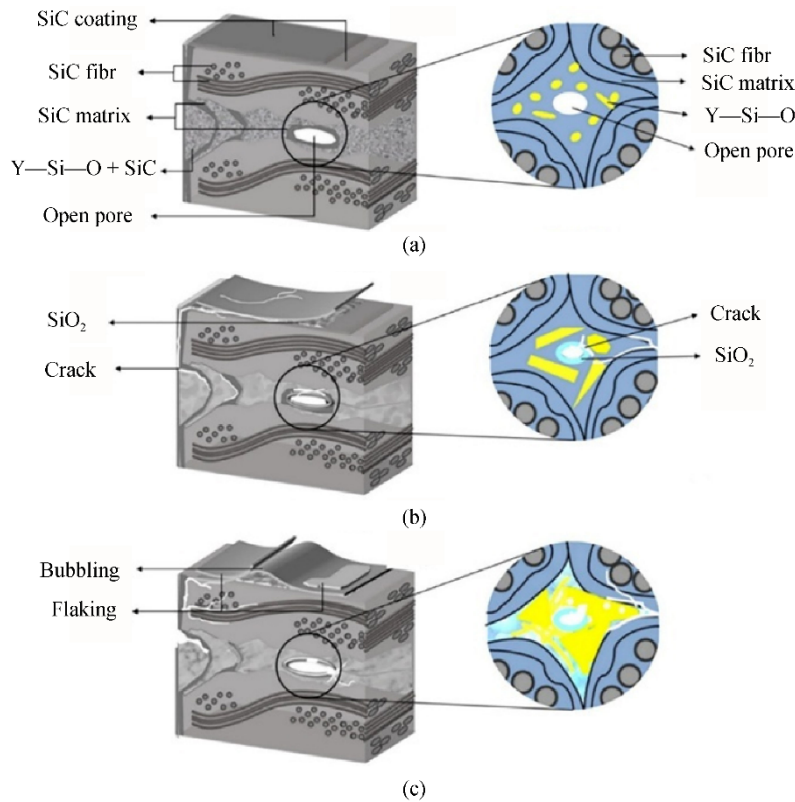 SiC coating
SiC fibr
SiC matrix
Y—Si—O + SiC
Open pore
SiC fibr
SiC matrix
Y—Si—O
Open pore
(a)
SiO₂
Crack
Crack
SiO₂
(b)
Bubbling
Flaking
(c)